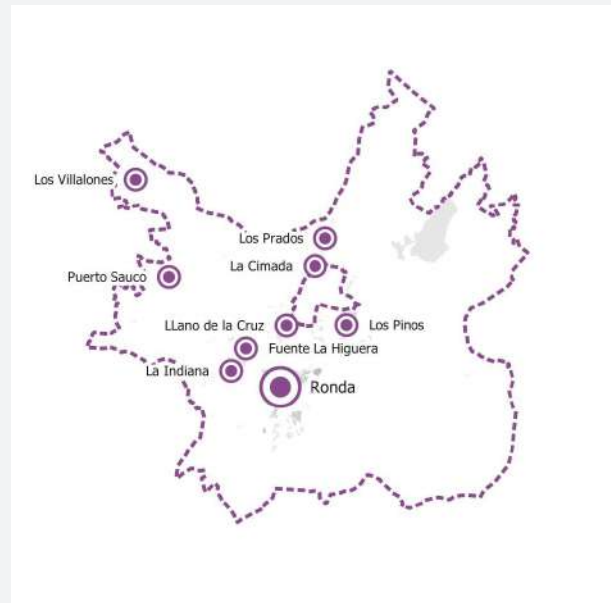 Los Villalones
Los Prados
La Cimada
Puerto Sauco
LLano de la Cruz
Los Pinos
Fuente La Higuera
La Indiana
Ronda